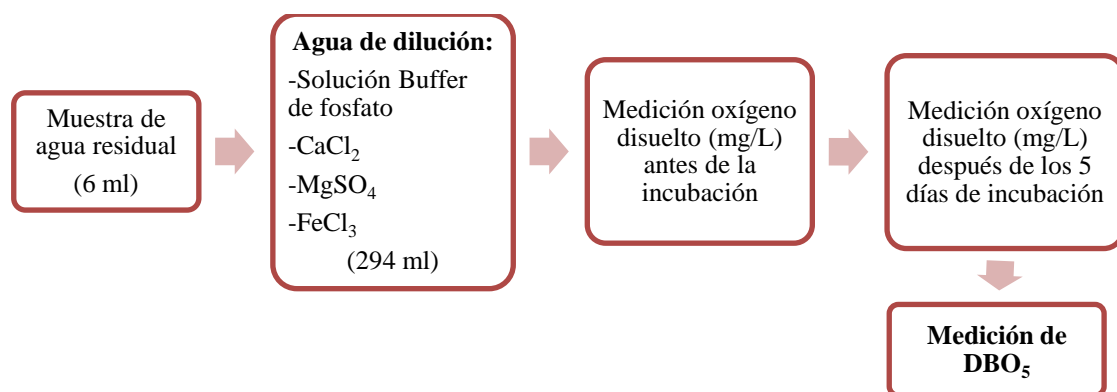 Muestra de
agua residual
(6 ml)
Agua de dilución:
-Solución Buffer
de fosfato
-CaCl₂
-MgSO₄
-FeCl₃
(294 ml)
Medición oxígeno
disuelto (mg/L)
antes de la
incubación
Medición oxígeno
disuelto (mg/L)
después de los 5
días de incubación
Medición de
DBO₅